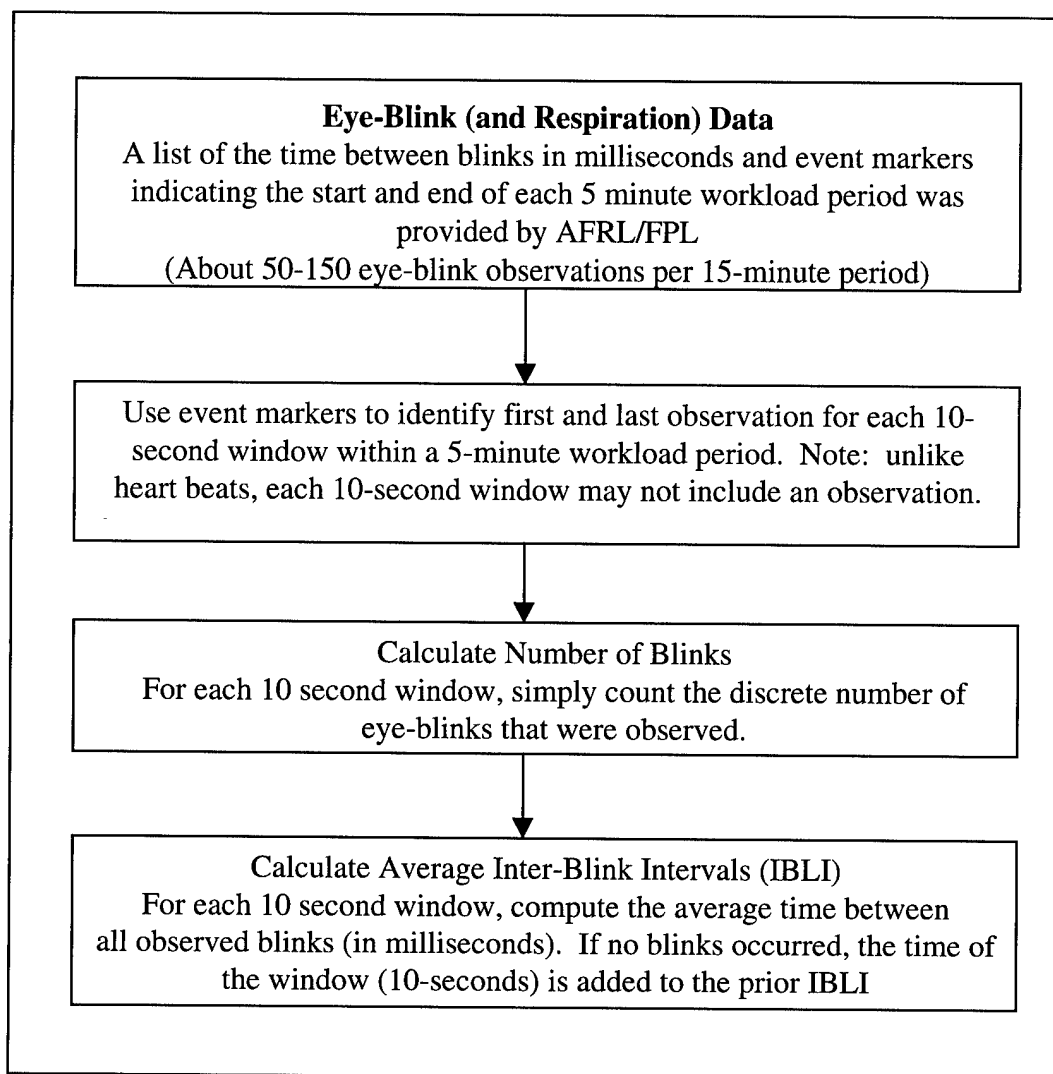 Eye-Blink (and Respiration) Data
A list of the time between blinks in milliseconds and event markers
indicating the start and end of each 5 minute workload period was
provided by AFRL/FPL
(About 50-150 eye-blink observations per 15-minute period)
Use event markers to identify first and last observation for each 10-
second window within a 5-minute workload period. Note: unlike
heart beats, each 10-second window may not include an observation.
Calculate Number of Blinks
For each 10 second window, simply count the discrete number of
eye-blinks that were observed.
Calculate Average Inter-Blink Intervals (IBLI)
For each 10 second window, compute the average time between
all observed blinks (in milliseconds). If no blinks occurred, the time of
the window (10-seconds) is added to the prior IBLI